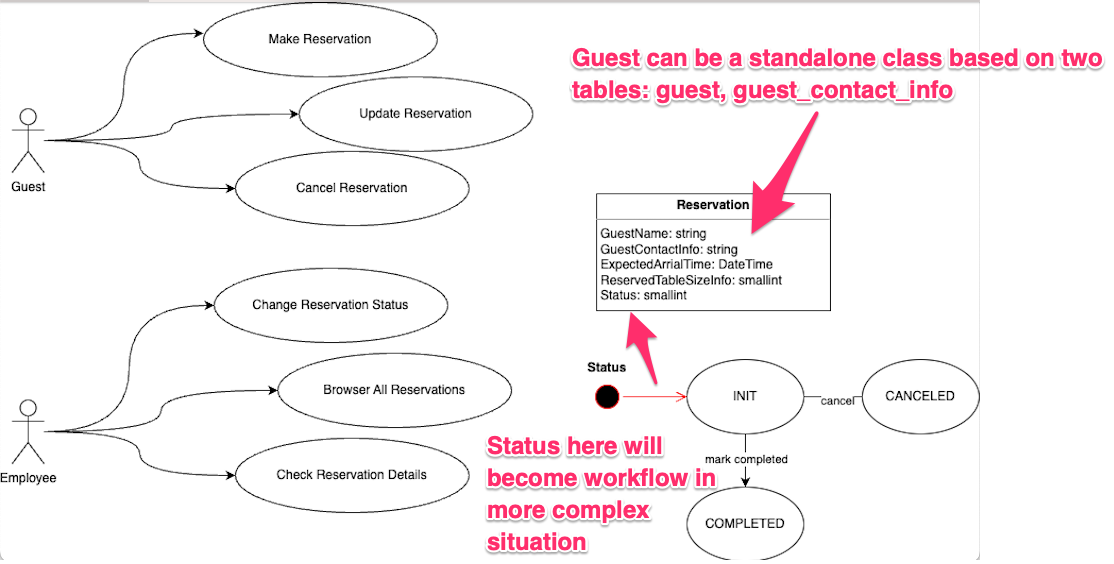 Make Reservation
Update Reservation
Cancel Reservation
Guest
Guest can be a standalone class based on two
tables: guest, guest_contact_info
Reservation
GuestName: string
GuestContactInfo: string
ExpectedArrialTime: DateTime
ReservedTableSizeInfo: smallint
Status: smallint
Change Reservation Status
Browser All Reservations
Check Reservation Details
Employee
Status
INIT
cancel
CANCELED
mark completed
COMPLETED
Status here will
become workflow in
more complex
situation